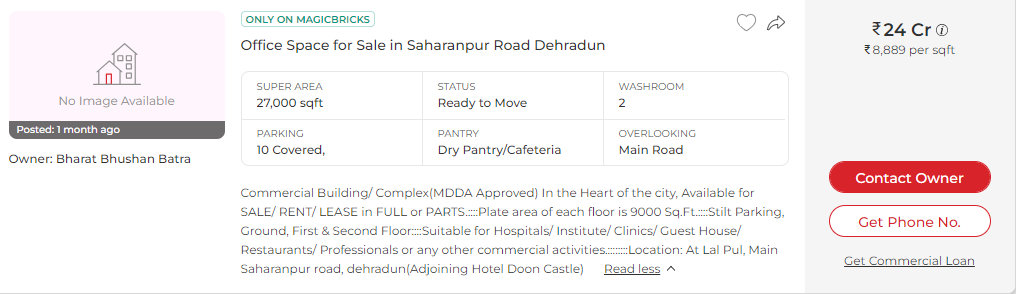 No Image Available
Posted: 1 month ago
Owner: Bharat Bhushan Batra
ONLY ON MAGICBRICKS
Office Space for Sale in Saharanpur Road Dehradun
SUPER AREA
27,000 sqft
STATUS
Ready to Move
WASHROOM
2
PARKING
10 Covered,
PANTRY
Dry Pantry/Cafeteria
OVERLOOKING
Main Road
Commercial Building/ Complex(MDDA Approved) In the Heart of the city, Available for
SALE/ RENT/ LEASE in FULL or PARTS.::::Plate area of each floor is 9000 Sq.Ft.::::Stilt Parking,
Ground, First & Second Floor::::Suitable for Hospitals/ Institute/ Clinics/ Guest House/
Restaurants/ Professionals or any other commercial activities.::::::::Location: At Lal Pul, Main
Saharanpur road, dehradun(Adjoining Hotel Doon Castle) Read less
₹24 Cr
₹8,889 per sqft
Contact Owner
Get Phone No.
Get Commercial Loan